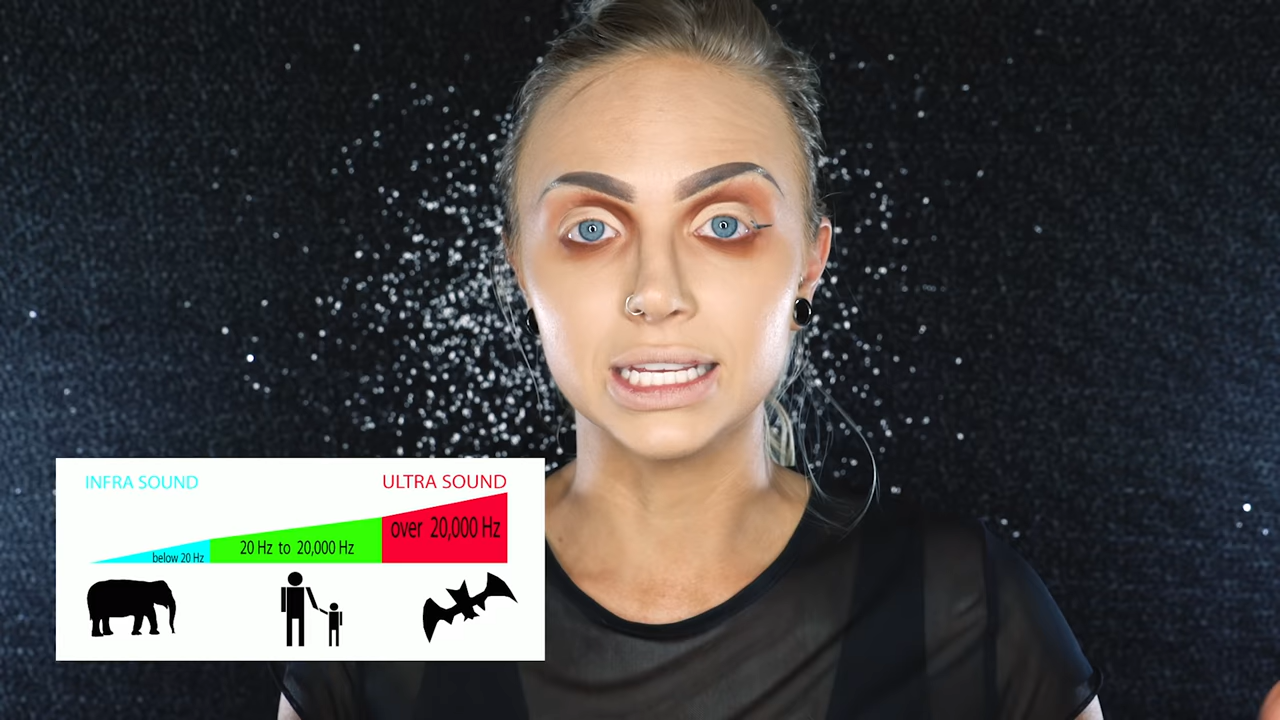 INFRA SOUND
ULTRA SOUND
below 20 Hz
20 Hz to 20,000 Hz
over 20,000 Hz